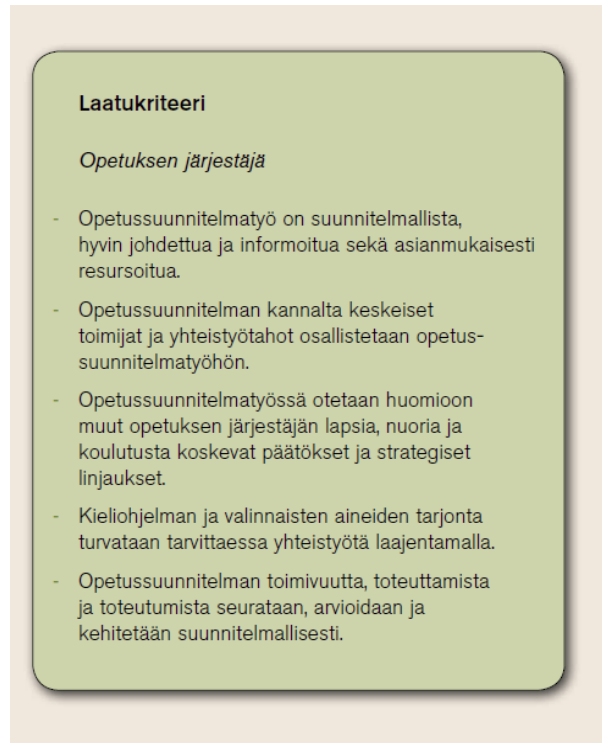 Laatukriteeri
Opetuksen järjestäjä
- Opetussuunnitelmatyö on suunnitelmallista,
hyvin johdettua ja informoitua sekä asianmukaisesti
resursoitua.
- Opetussuunnitelman kannalta keskeiset
toimijat ja yhteistyötahot osallistetaan opetus-
suunnitelmatyöhön.
- Opetussuunnitelmatyössä otetaan huomioon
muut opetuksen järjestäjän lapsia, nuoria ja
koulutusta koskevat päätökset ja strategiset
linjaukset.
- Kieliohjelman ja valinnaisten aineiden tarjonta
turvataan tarvittaessa yhteistyötä laajentamalla.
- Opetussuunnitelman toimivuutta, toteuttamista
ja toteutumista seurataan, arvioidaan ja
kehitetään suunnitelmallisesti.